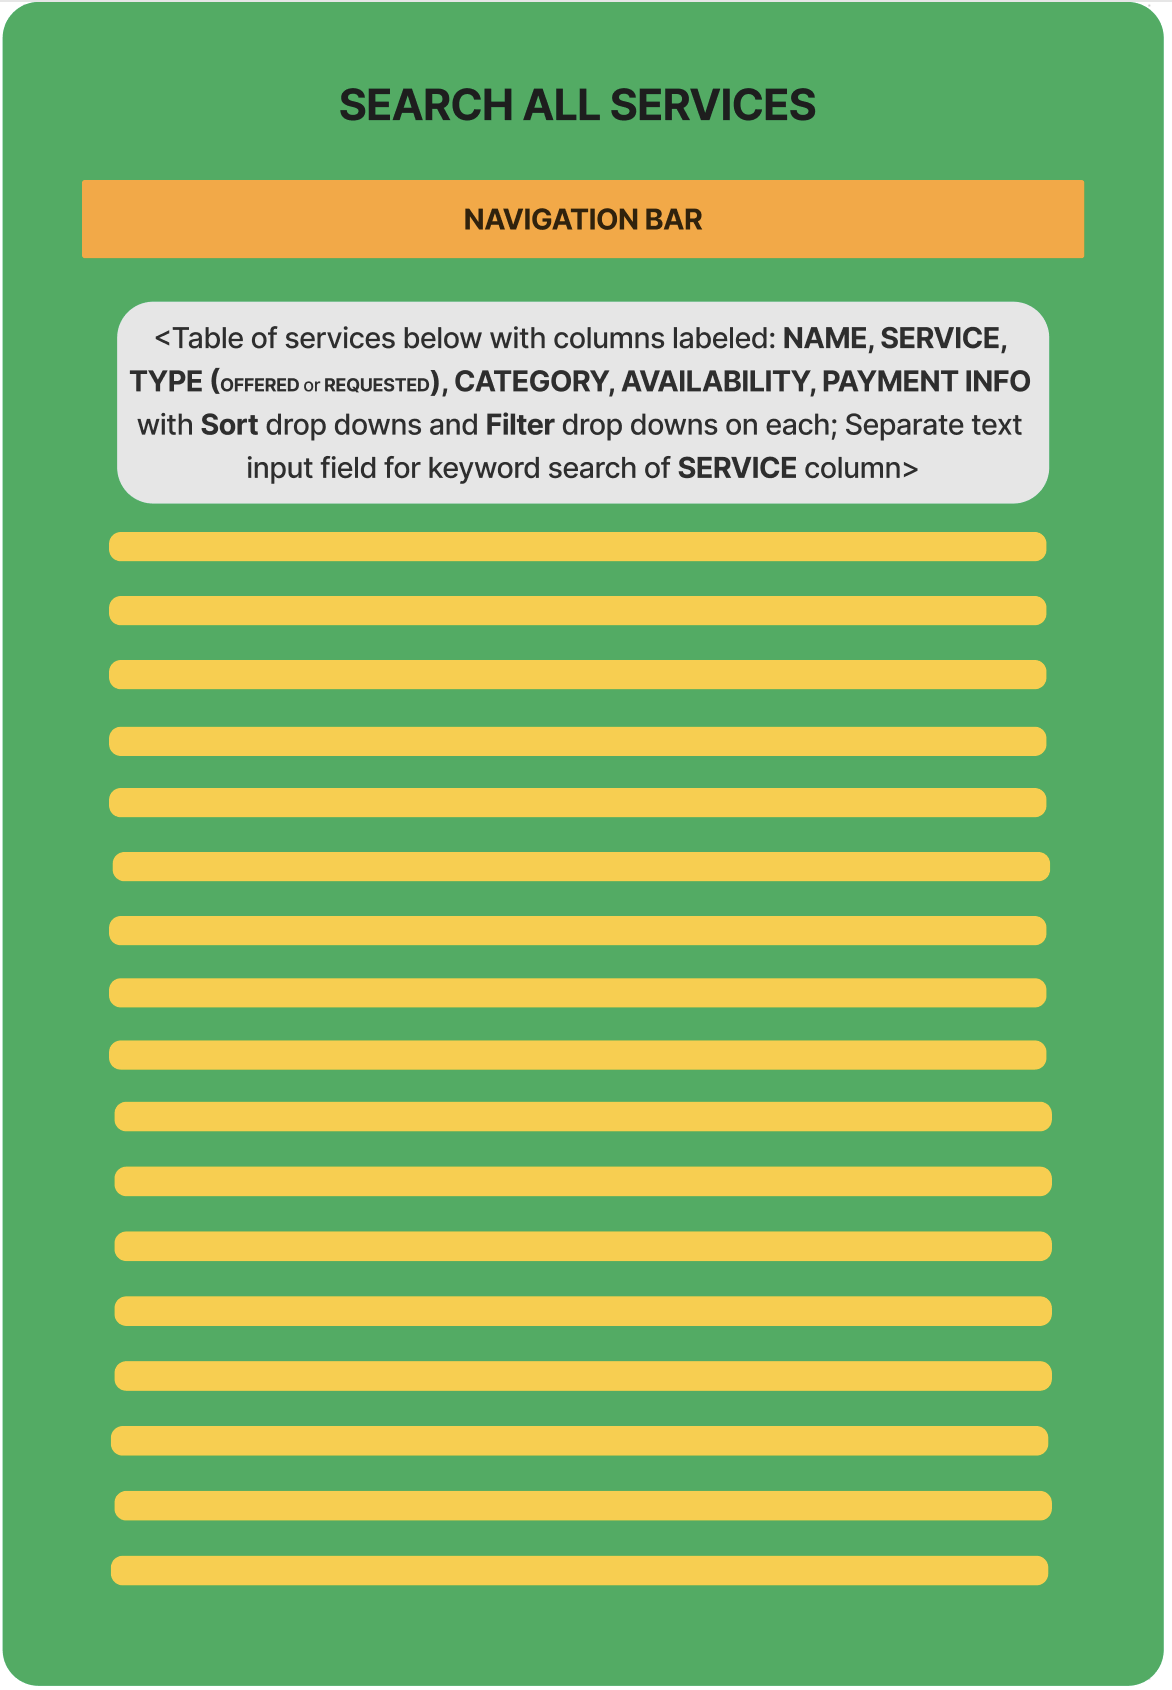 SEARCH ALL SERVICES
NAVIGATION BAR
<Table of services below with columns labeled: NAME, SERVICE,
TYPE (OFFERED or REQUESTED), CATEGORY, AVAILABILITY, PAYMENT INFO
with Sort drop downs and Filter drop downs on each; Separate text
input field for keyword search of SERVICE column>